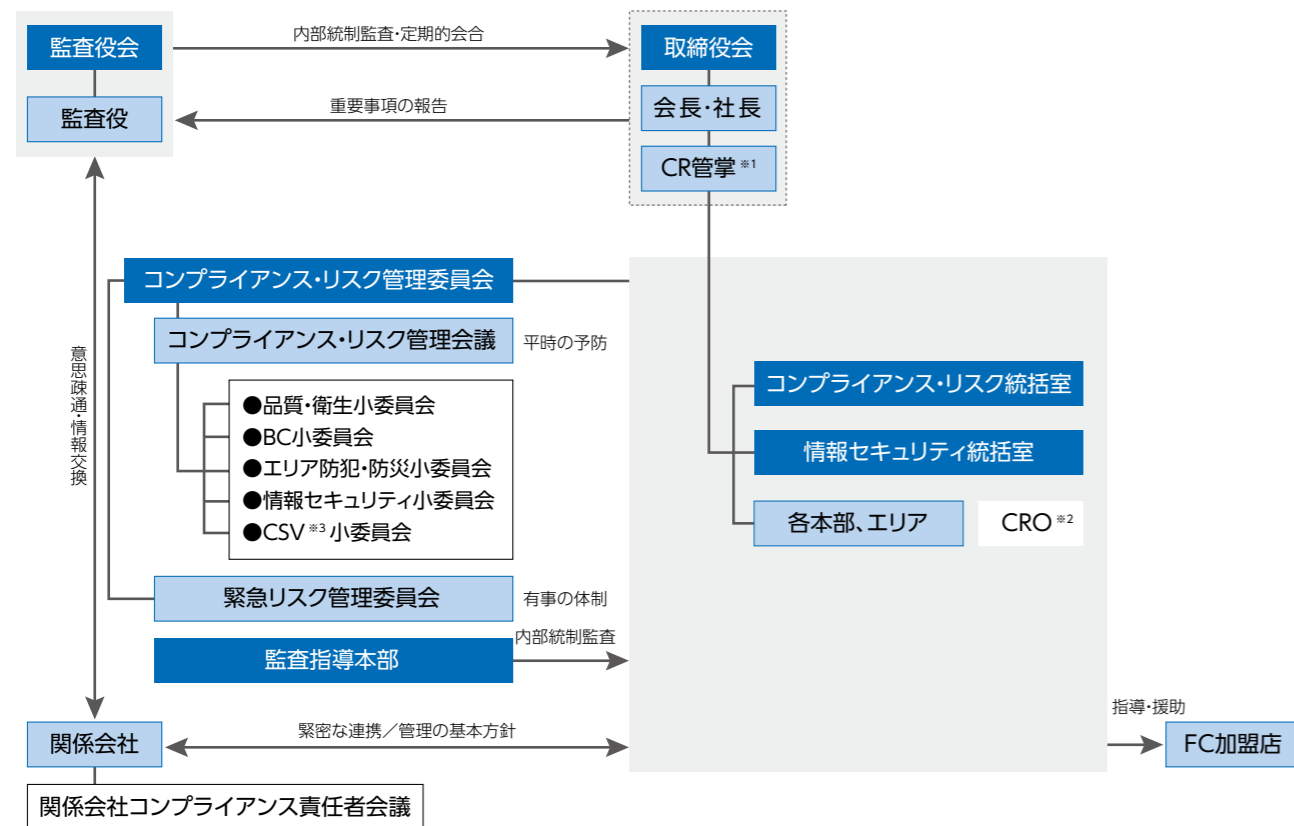 監査役会
内部統制監査・定期的会合
取締役会
監査役
重要事項の報告
会長・社長
CR管掌※1
コンプライアンス・リスク管理委員会
コンプライアンス・リスク管理会議
平時の予防
意思疎通・情報交換
●品質・衛生小委員会
●BC小委員会
●エリア防犯・防災小委員会
●情報セキュリティ小委員会
●CSV※3小委員会
コンプライアンス・リスク統括室
情報セキュリティ統括室
各本部、エリア
CRO※2
緊急リスク管理委員会
有事の体制
監査指導本部
内部統制監査
関係会社
緊密な連携／管理の基本方針
指導・援助
FC加盟店
関係会社コンプライアンス責任者会議